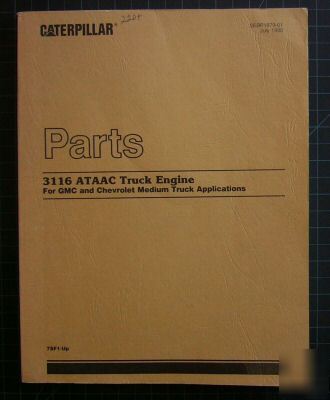 CATERPILLAR®
Parts
3116 ATAAC Truck Engine
For GMC and Chevrolet Medium Truck Applications
7SF1-Up